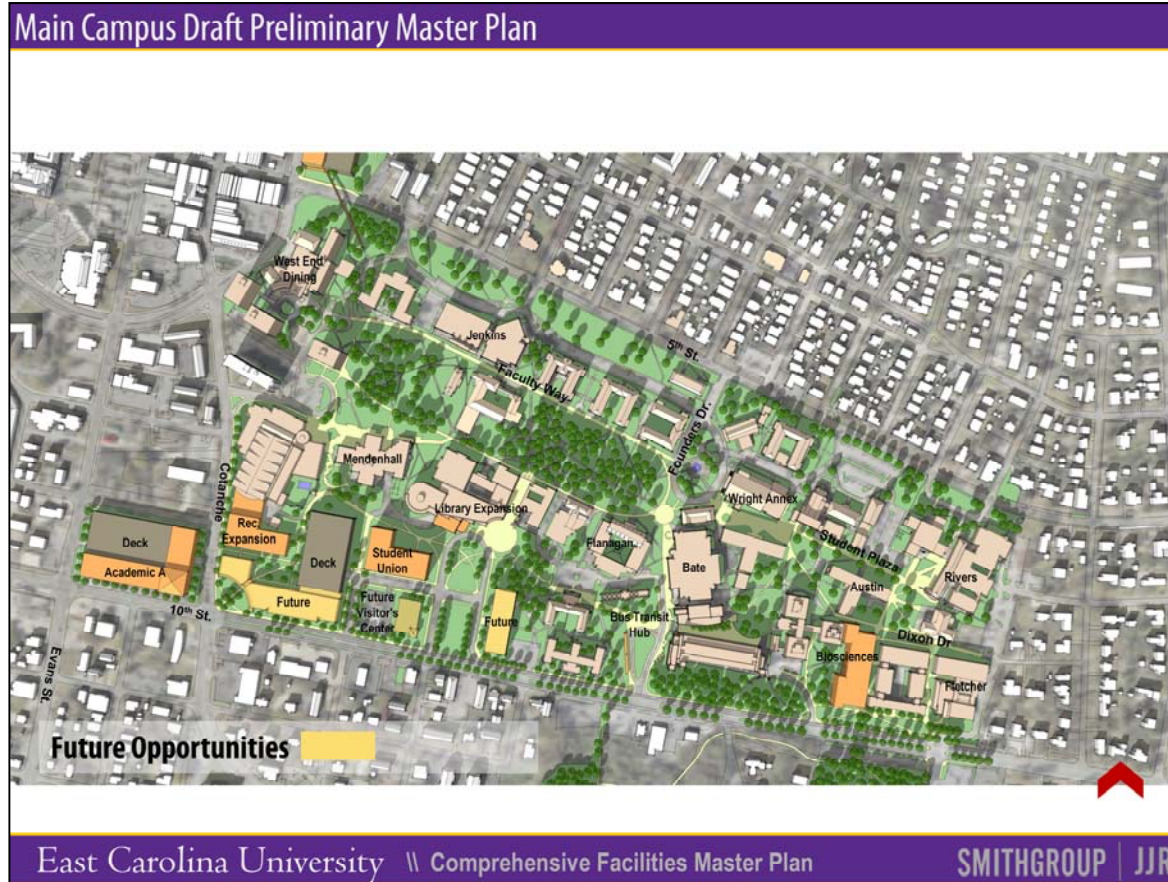 Main Campus Draft Preliminary Master Plan
West End
Dining
Jenkins
5th St.
Faculty Way
Founders Dr.
Colanche
Mendenhall
Wright Annex
Library Expansion
Rec.
Expansion
Deck
Deck
Student
Union
Flanagan
Bate
Student Plaza
Rivers
Austin
Academic A
10th St.
Future
Future
Visitor's
Center
Future
Bus Transit
Hub
Biosciences
Dixon Dr
Fletcher
Evans St.
Future Opportunities
East Carolina University \\ Comprehensive Facilities Master Plan
SMITHGROUP | JJR